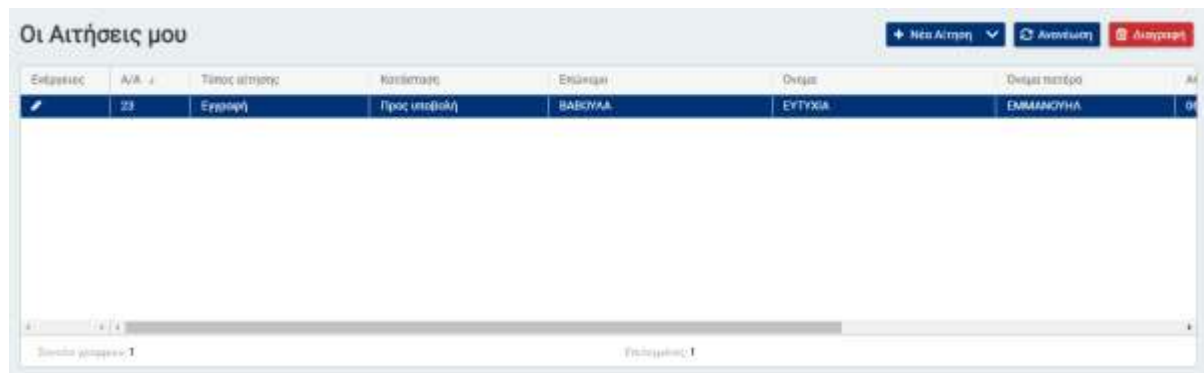 Οι Αιτήσεις μου
Νέα Αίτηση Ανανέωση Διαγραφή
Ενέργειες Α/Α Τύπος αίτησης Κατάσταση Επώνυμο Όνομα Όνομα πατέρα
23 Εγγραφή Προς υποβολή ΒΑΒΟΥΛΑ ΕΥΤΥΧΙΑ ΕΜΜΑΝΟΥΗΛ
Σύνολο γραμμών: 1 Επιλεγμένες: 1